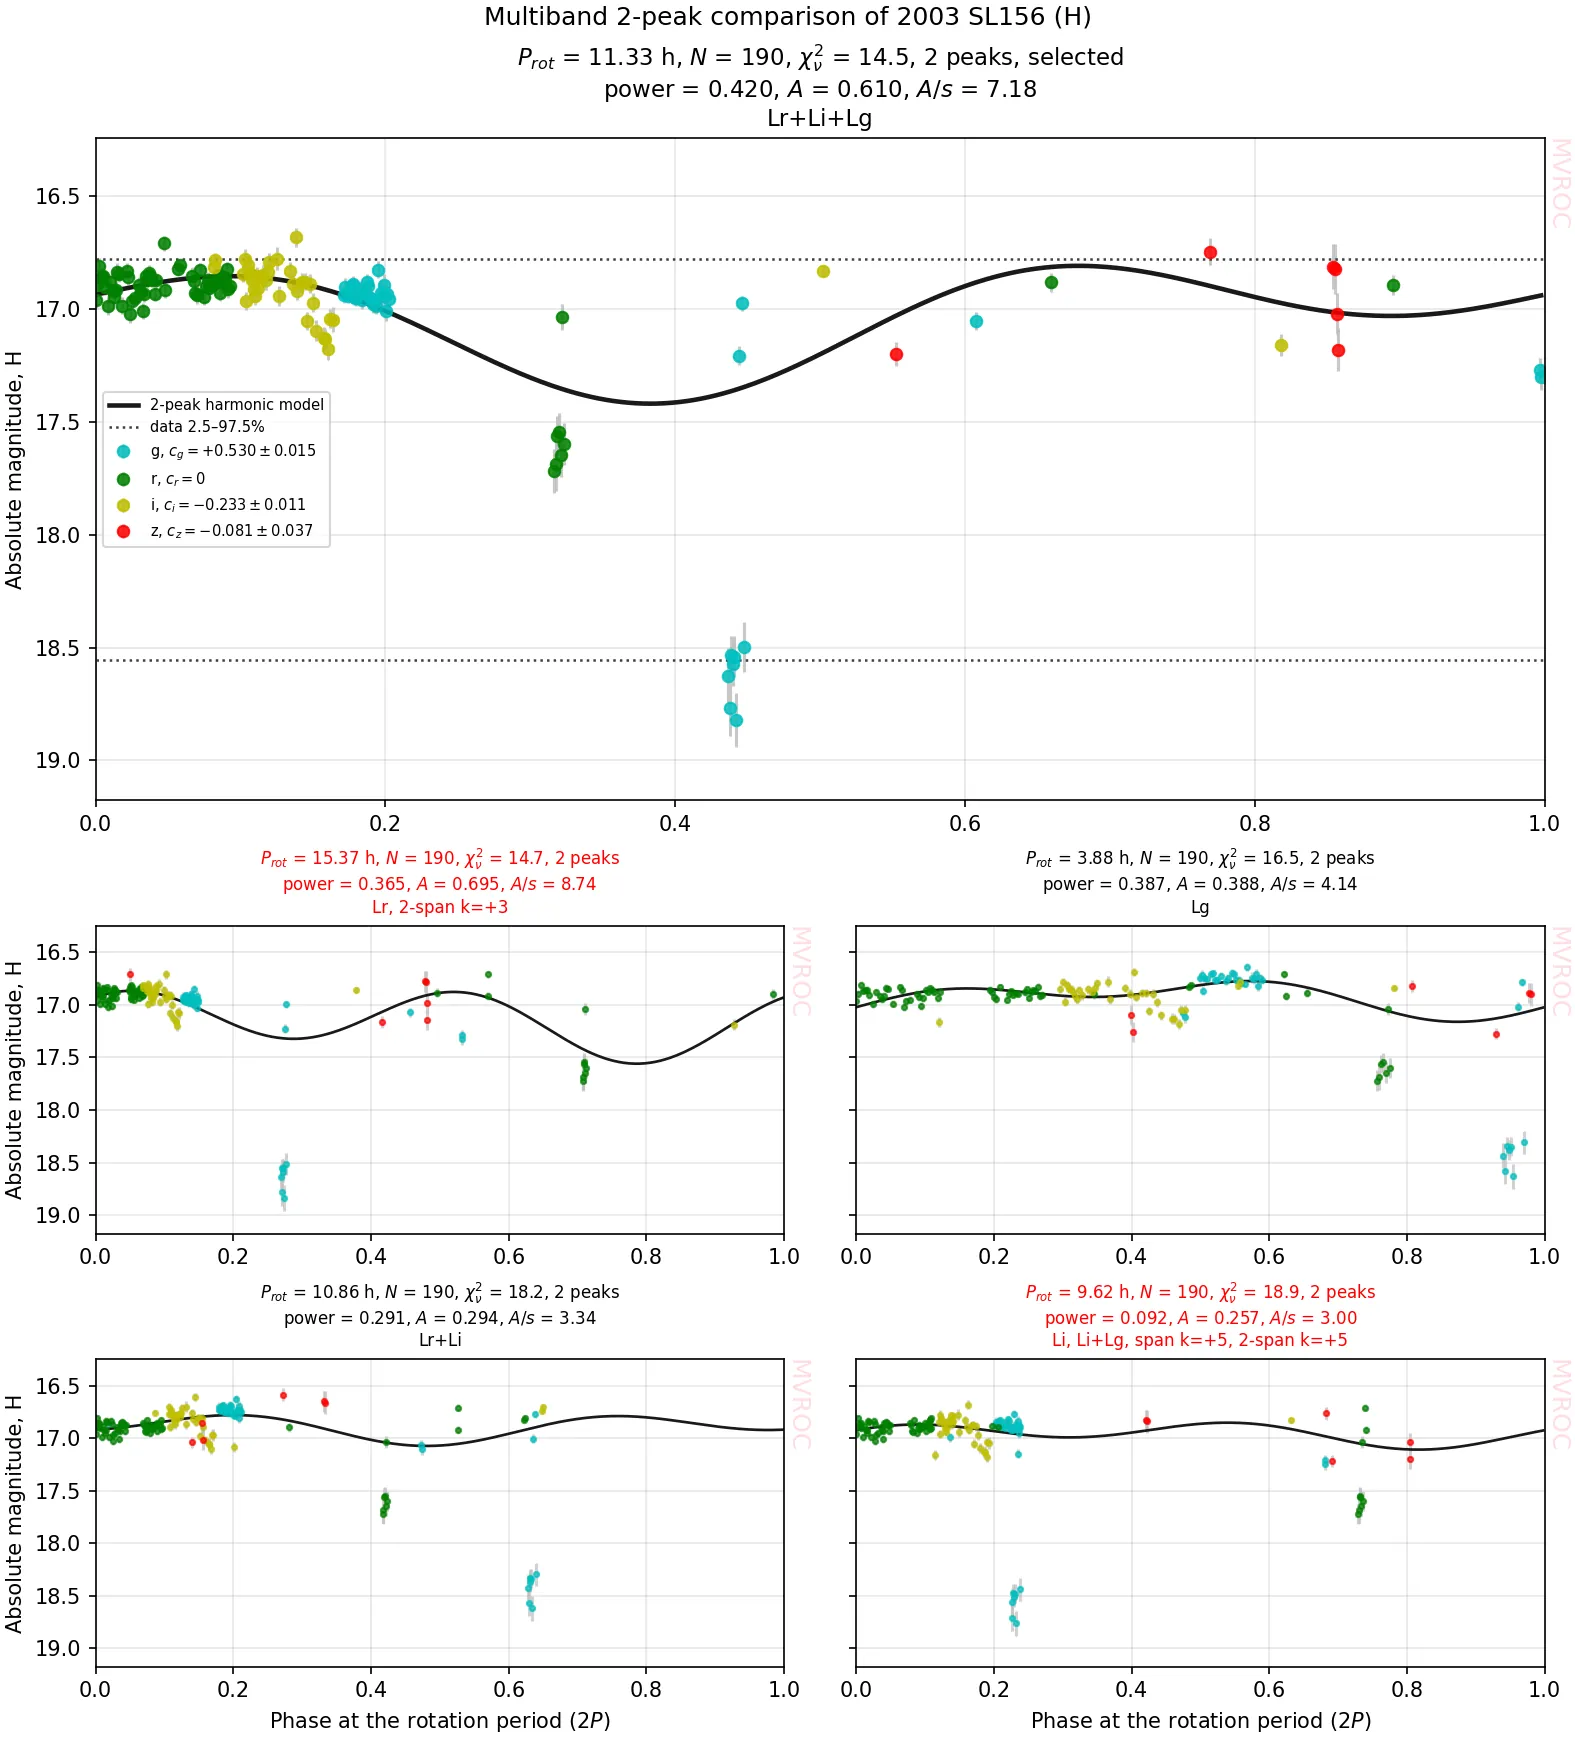 Multiband 2-peak comparison of 2003 SL156 (H)
P_rot = 11.33 h, N = 190, χ²_ν = 14.5, 2 peaks, selected
power = 0.420, A = 0.610, A/s = 7.18
Lr+Li+Lg
MVROC
Absolute magnitude, H
16.5
17.0
17.5
18.0
18.5
19.0
2-peak harmonic model
data 2.5–97.5%
g, c_g = +0.530 ± 0.015
r, c_r = 0
i, c_i = −0.233 ± 0.011
z, c_z = −0.081 ± 0.037
0.0 0.2 0.4 0.6 0.8 1.0
P_rot = 15.37 h, N = 190, χ²_ν = 14.7, 2 peaks
power = 0.365, A = 0.695, A/s = 8.74
Lr, 2-span k=+3
MVROC
Absolute magnitude, H
16.5
17.0
17.5
18.0
18.5
19.0
0.0 0.2 0.4 0.6 0.8 1.0
P_rot = 3.88 h, N = 190, χ²_ν = 16.5, 2 peaks
power = 0.387, A = 0.388, A/s = 4.14
Lg
MVROC
0.0 0.2 0.4 0.6 0.8 1.0
P_rot = 10.86 h, N = 190, χ²_ν = 18.2, 2 peaks
power = 0.291, A = 0.294, A/s = 3.34
Lr+Li
MVROC
Absolute magnitude, H
16.5
17.0
17.5
18.0
18.5
19.0
0.0 0.2 0.4 0.6 0.8 1.0
Phase at the rotation period (2P)
P_rot = 9.62 h, N = 190, χ²_ν = 18.9, 2 peaks
power = 0.092, A = 0.257, A/s = 3.00
Li, Li+Lg, span k=+5, 2-span k=+5
MVROC
0.0 0.2 0.4 0.6 0.8 1.0
Phase at the rotation period (2P)